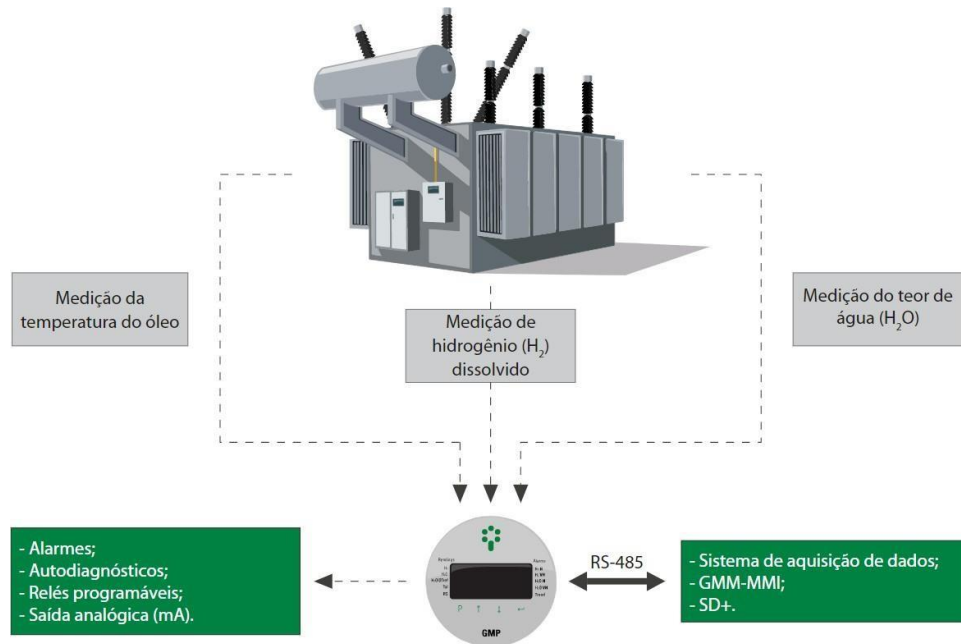 Medição da
temperatura do óleo
Medição de
hidrogênio (H₂)
dissolvido
Medição do teor de
água (H₂O)
- Alarmes;
- Autodiagnósticos;
- Relés programáveis;
- Saída analógica (mA).
RS-485
- Sistema de aquisição de dados;
- GMM-MMI;
- SD+.
P ↑ ↓ ↵
GMP